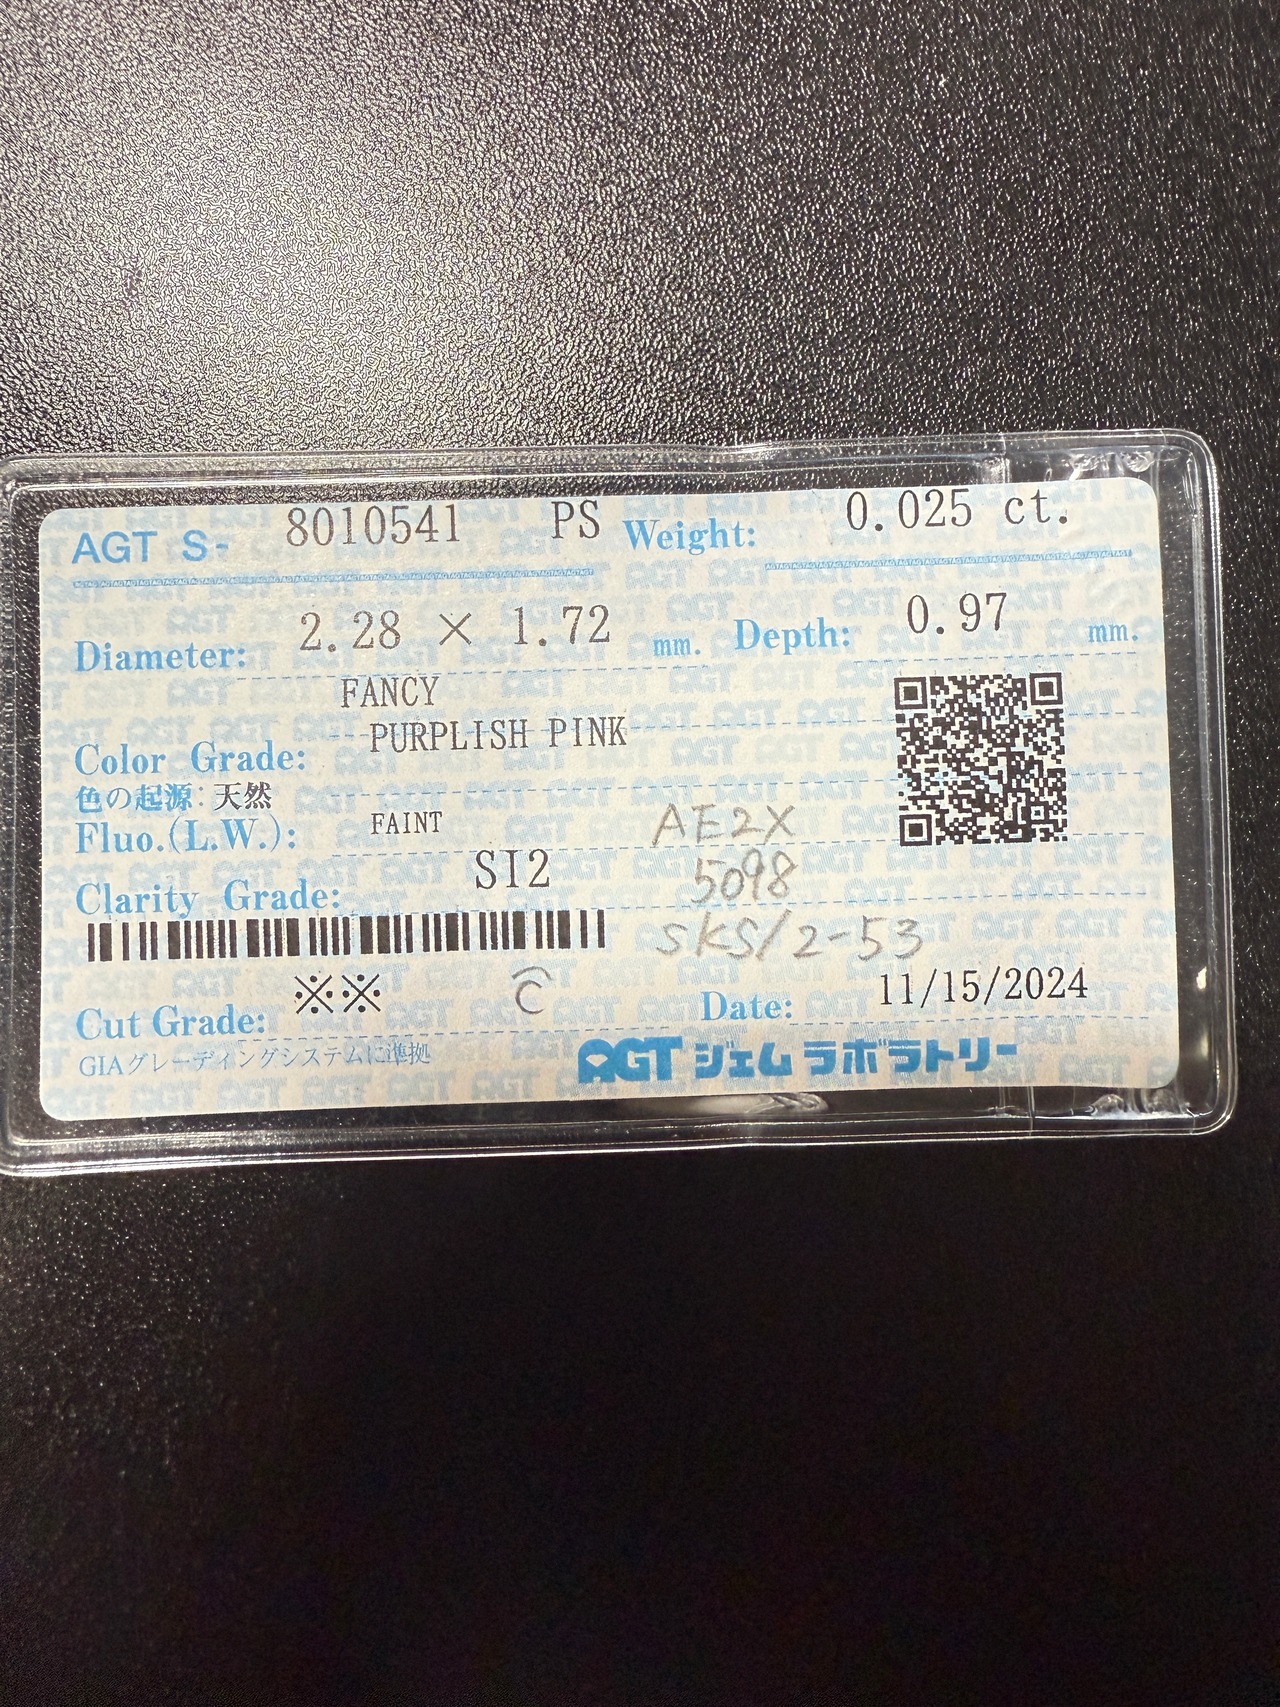 AGT S- 8010541 PS Weight: 0.025 ct.
Diameter: 2.28 × 1.72 mm. Depth: 0.97 mm.
FANCY
Color Grade: PURPLISH PINK
色の起源: 天然
Fluo.(L.W.): FAINT
AE2X
Clarity Grade: SI2
5098
SKS/2-53
Cut Grade: ※※ C Date: 11/15/2024
GIAグレーディングシステムに準拠
AGT ジェムラボラトリー